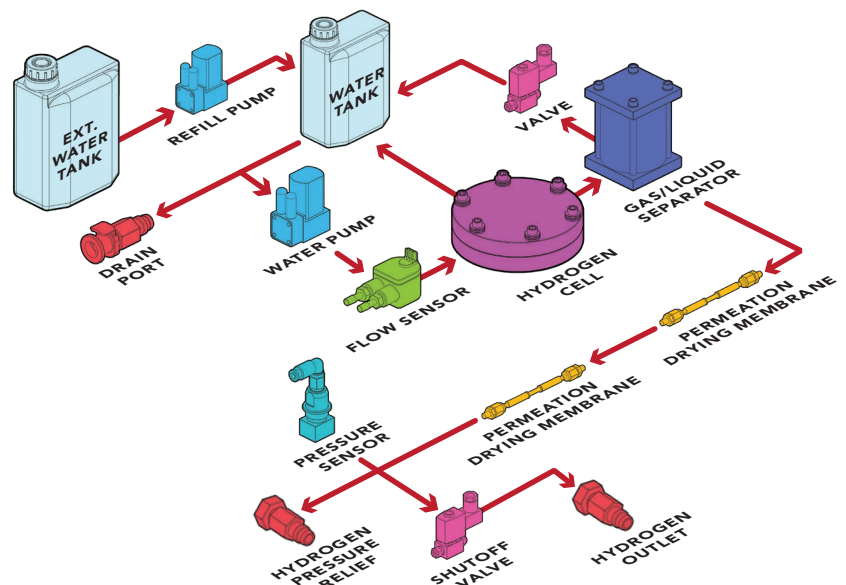 EXT.
WATER
TANK
REFILL PUMP
WATER
TANK
VALVE
GAS/LIQUID
SEPARATOR
DRAIN
PORT
WATER PUMP
FLOW SENSOR
HYDROGEN
CELL
PERMEATION
DRYING MEMBRANE
PERMEATION
DRYING MEMBRANE
PRESSURE
SENSOR
HYDROGEN
PRESSURE
RELIEF
SHUTOFF
VALVE
HYDROGEN
OUTLET